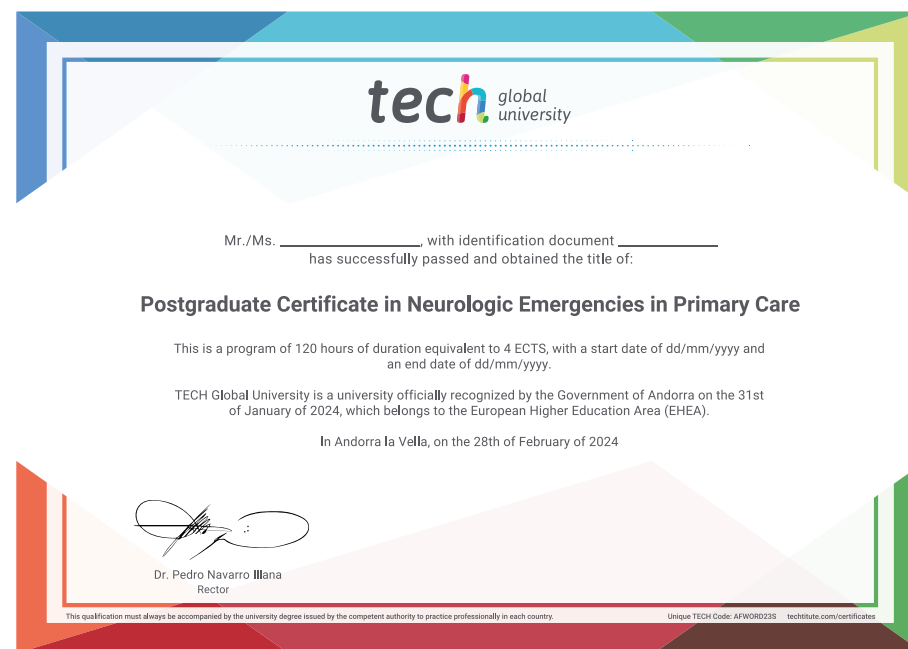 tech global
university
Mr./Ms. ____________________, with identification document ______________
has successfully passed and obtained the title of:
Postgraduate Certificate in Neurologic Emergencies in Primary Care
This is a program of 120 hours of duration equivalent to 4 ECTS, with a start date of dd/mm/yyyy and
an end date of dd/mm/yyyy.
TECH Global University is a university officially recognized by the Government of Andorra on the 31st
of January of 2024, which belongs to the European Higher Education Area (EHEA).
In Andorra la Vella, on the 28th of February of 2024
Dr. Pedro Navarro Illana
Rector
This qualification must always be accompanied by the university degree issued by the competent authority to practice professionally in each country. Unique TECH Code: AFWORD23S techtitute.com/certificates